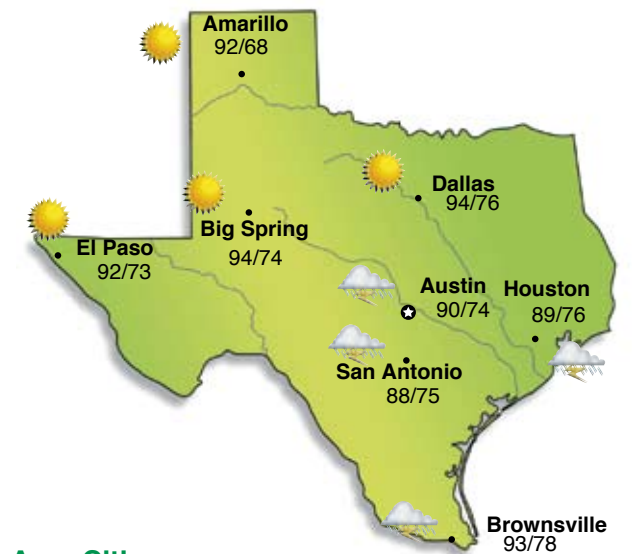 Amarillo
92/68
Dallas
94/76
Big Spring
94/74
El Paso
92/73
Austin
90/74
Houston
89/76
San Antonio
88/75
Brownsville
93/78